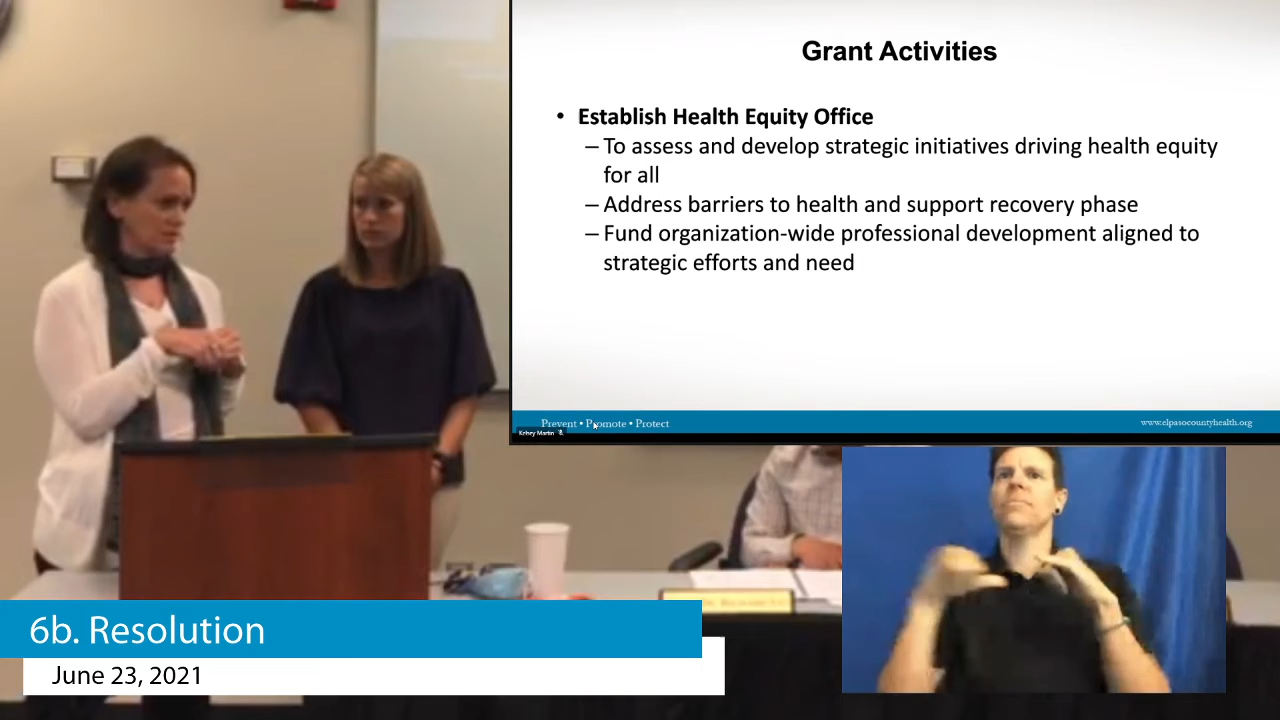 Grant Activities
• Establish Health Equity Office
– To assess and develop strategic initiatives driving health equity
for all
– Address barriers to health and support recovery phase
– Fund organization-wide professional development aligned to
strategic efforts and need
Prevent • Promote • Protect
www.elpasocountyhealth.org
Kelsey Martin
6b. Resolution
June 23, 2021